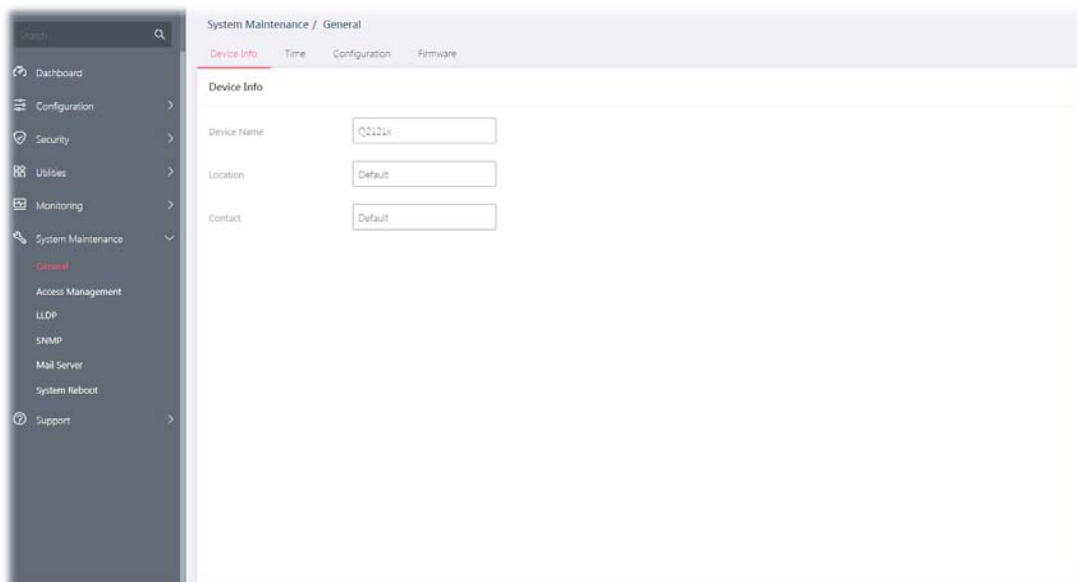 Search
Dashboard
Configuration
Security
Utilities
Monitoring
System Maintenance
General
Access Management
LLDP
SNMP
Mail Server
System Reboot
Support
System Maintenance / General
Device Info Time Configuration Firmware
Device Info
Device Name Q2121x
Location Default
Contact Default